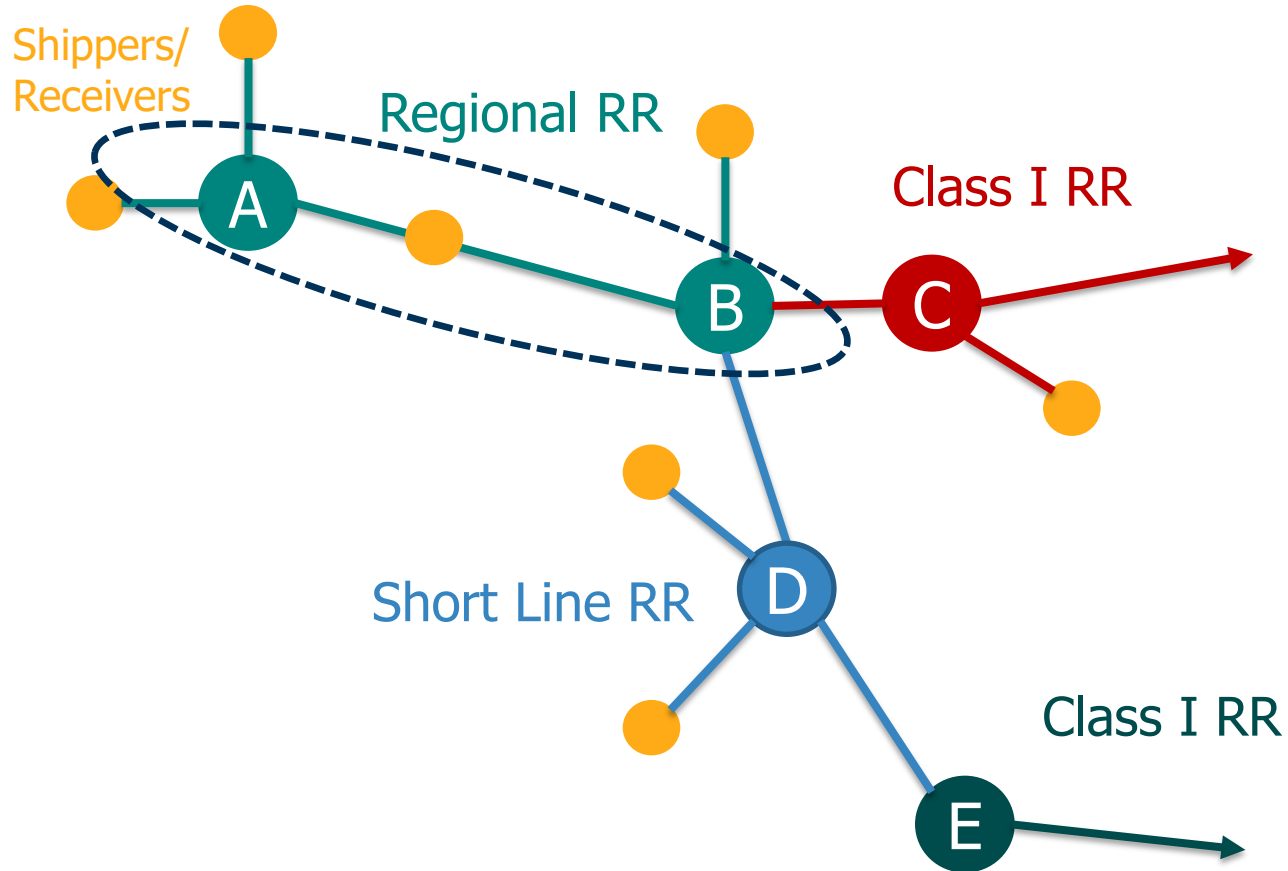 Shippers/
Receivers
Regional RR
Class I RR
A
B
C
Short Line RR
D
Class I RR
E